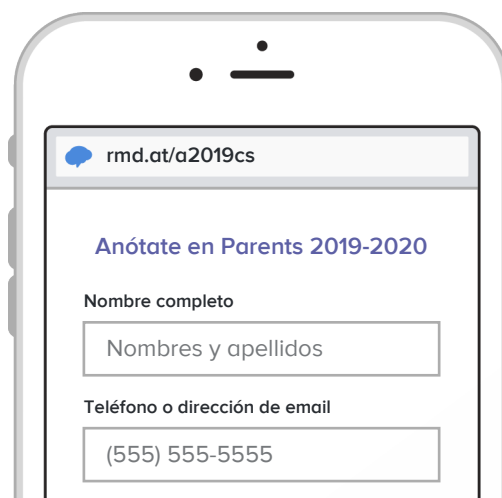 rmd.at/a2019cs
Anótate en Parents 2019-2020
Nombre completo
Nombres y apellidos
Teléfono o dirección de email
(555) 555-5555